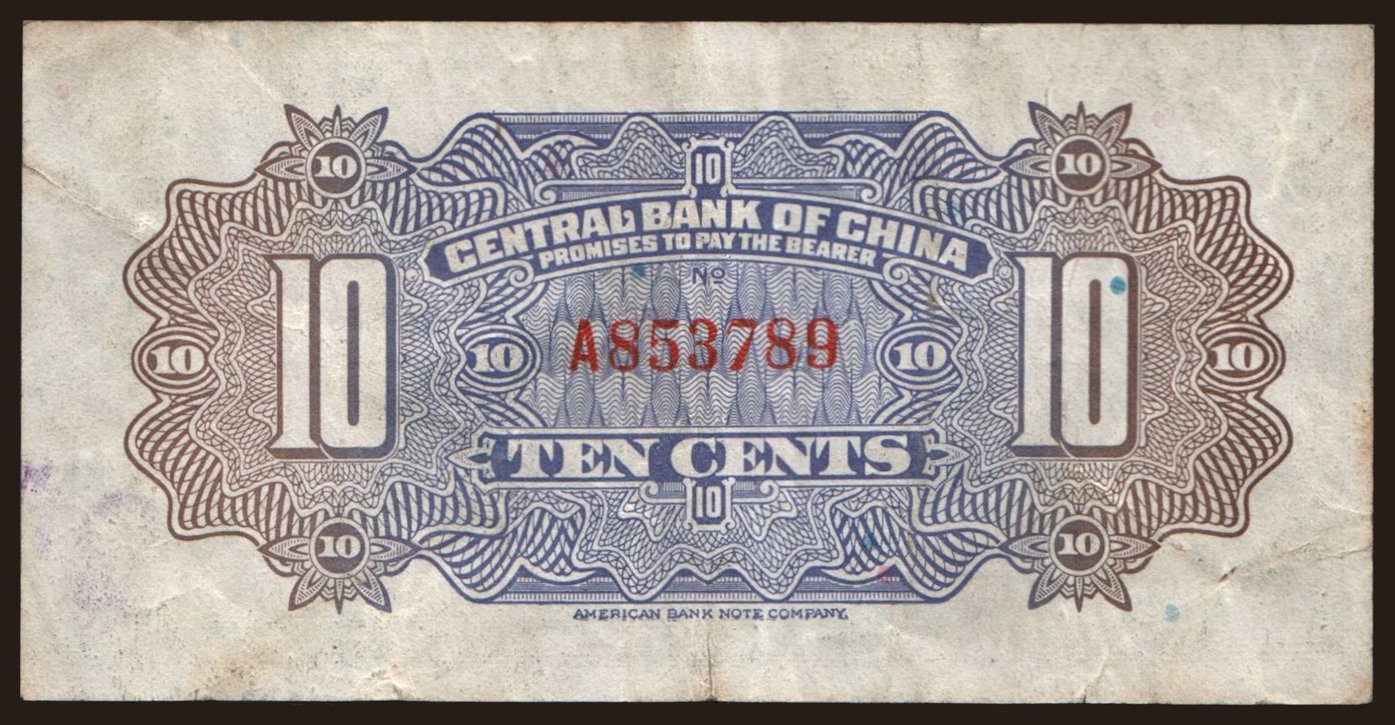 10 10 10
CENTRAL BANK OF CHINA
PROMISES TO PAY THE BEARER
No
10 10
A853789
10 10 10 10
TEN CENTS
10
10 10
AMERICAN BANK NOTE COMPANY.